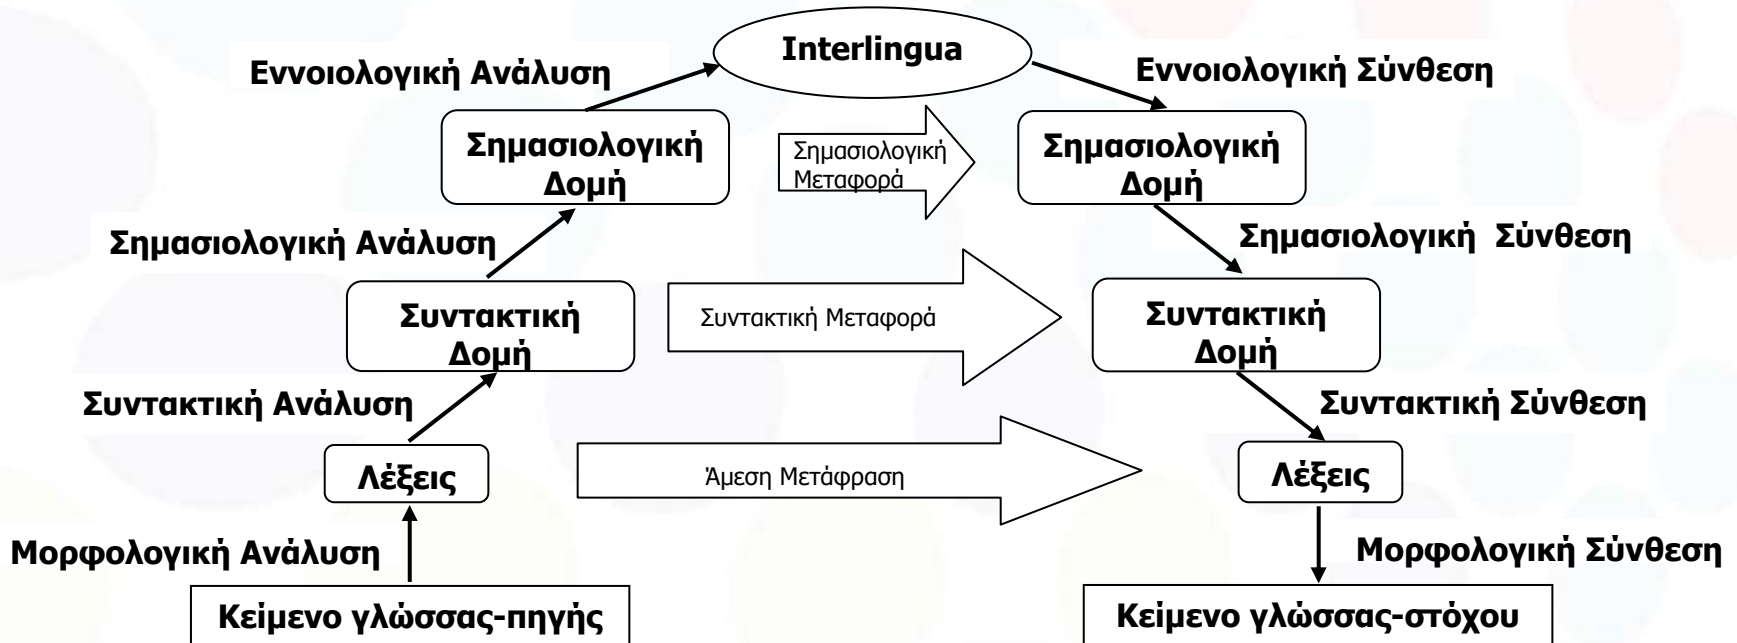 Interlingua
Εννοιολογική Ανάλυση
Εννοιολογική Σύνθεση
Σημασιολογική
Δομή
Σημασιολογική
Μεταφορά
Σημασιολογική
Δομή
Σημασιολογική Ανάλυση
Σημασιολογική Σύνθεση
Συντακτική
Δομή
Συντακτική Μεταφορά
Συντακτική
Δομή
Συντακτική Ανάλυση
Συντακτική Σύνθεση
Λέξεις
Άμεση Μετάφραση
Λέξεις
Μορφολογική Ανάλυση
Μορφολογική Σύνθεση
Κείμενο γλώσσας-πηγής
Κείμενο γλώσσας-στόχου